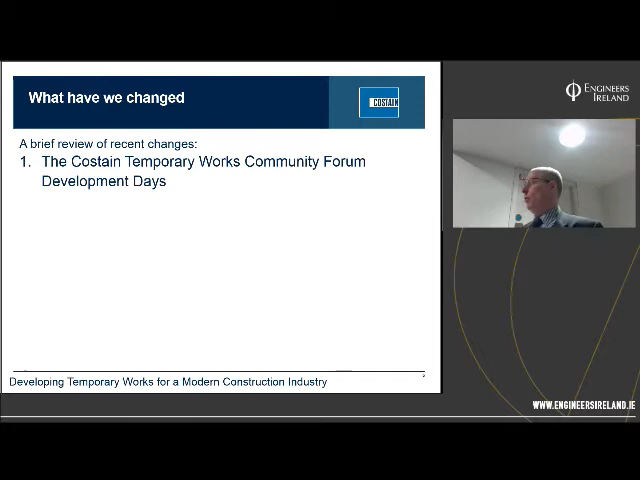 What have we changed
COSTAIN
A brief review of recent changes:
1. The Costain Temporary Works Community Forum
Development Days
Developing Temporary Works for a Modern Construction Industry
ENGINEERS
IRELAND
WWW.ENGINEERSIRELAND.IE